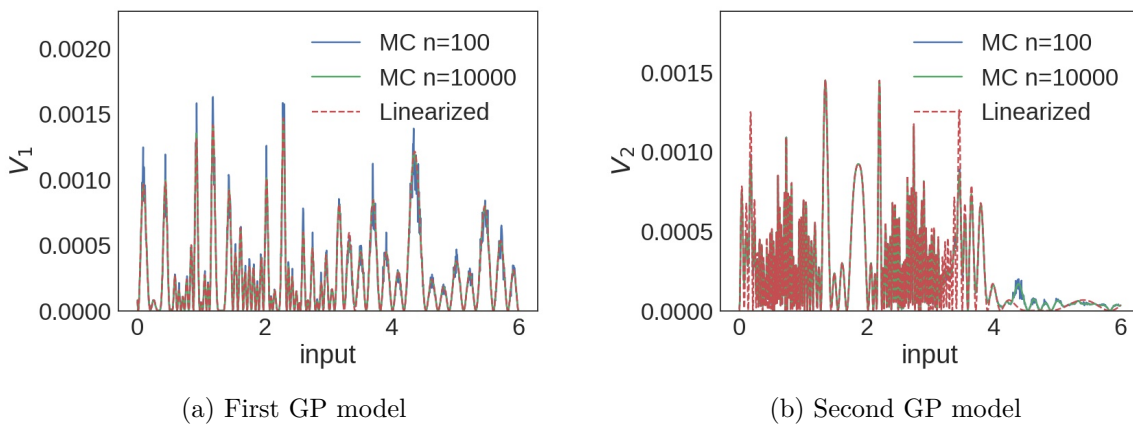 MC n=100
MC n=10000
Linearized
0.0020
0.0015
0.0010
0.0005
0.0000
V1
0 2 4 6
input
(a) First GP model
MC n=100
MC n=10000
Linearized
0.0015
0.0010
0.0005
0.0000
V2
0 2 4 6
input
(b) Second GP model